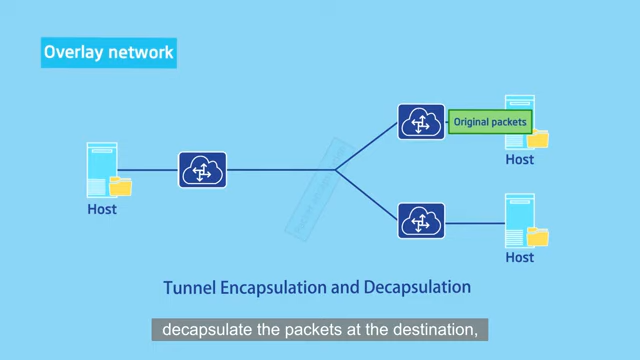 Overlay network
Original packets
Host
Host
Host
Tunnel Encapsulation and Decapsulation
decapsulate the packets at the destination,